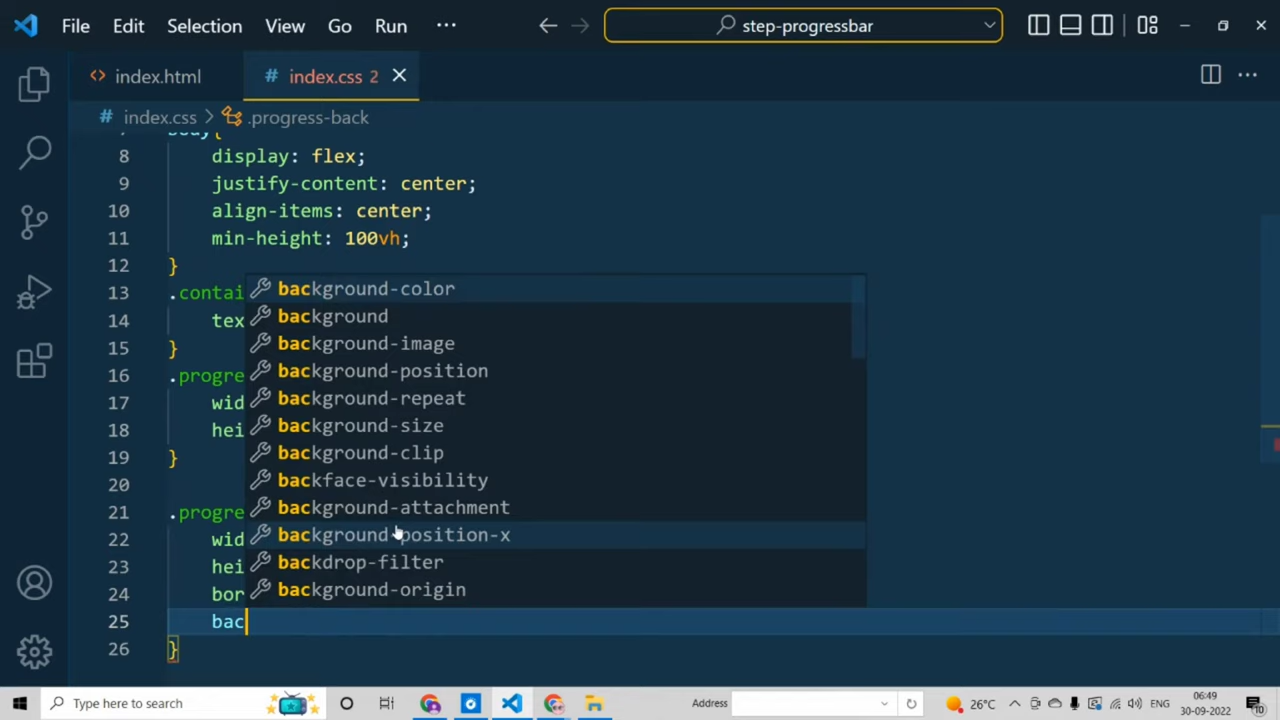 File Edit Selection View Go Run ··· step-progressbar
index.html # index.css 2
# index.css > .progress-back
body{
8 display: flex;
9 justify-content: center;
10 align-items: center;
11 min-height: 100vh;
12 }
13 .contai
14 tex
15 }
16 .progre
17 wid
18 hei
19 }
20
21 .progre
22 wid
23 hei
24 bor
25 bac
26 }
background-color
background
background-image
background-position
background-repeat
background-size
background-clip
backface-visibility
background-attachment
background-position-x
backdrop-filter
background-origin
Type here to search Address 26°C ENG 06:49
30-09-2022 10